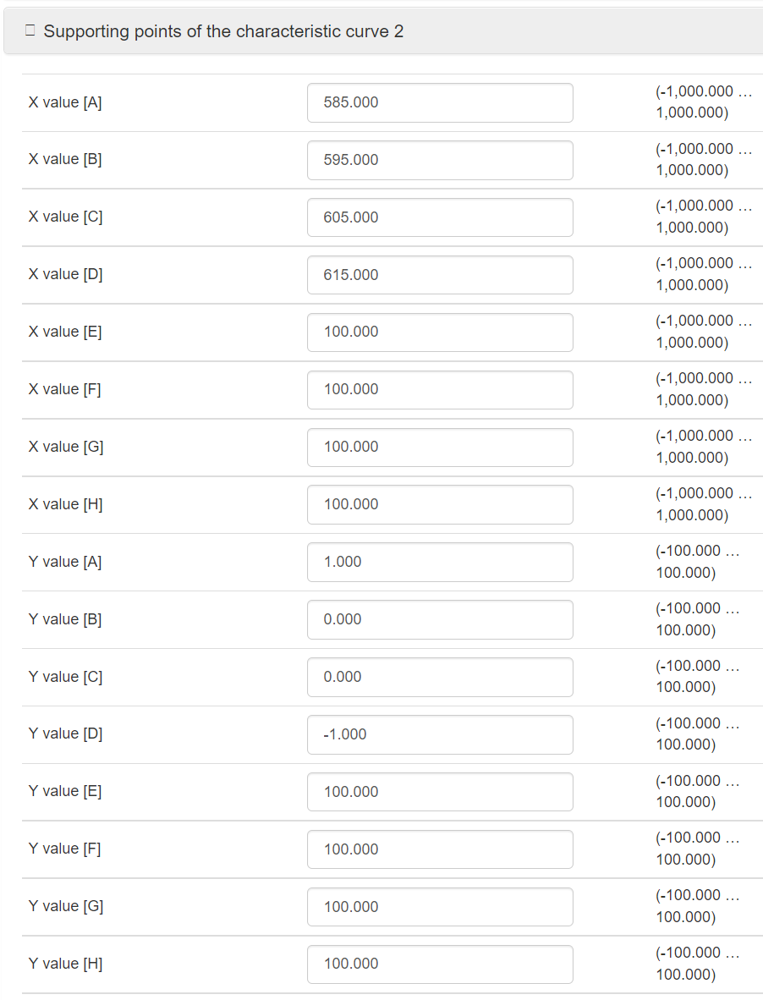 Supporting points of the characteristic curve 2
X value [A] 585.000 (-1,000.000 ...
1,000.000)
X value [B] 595.000 (-1,000.000 ...
1,000.000)
X value [C] 605.000 (-1,000.000 ...
1,000.000)
X value [D] 615.000 (-1,000.000 ...
1,000.000)
X value [E] 100.000 (-1,000.000 ...
1,000.000)
X value [F] 100.000 (-1,000.000 ...
1,000.000)
X value [G] 100.000 (-1,000.000 ...
1,000.000)
X value [H] 100.000 (-1,000.000 ...
1,000.000)
Y value [A] 1.000 (-100.000 ...
100.000)
Y value [B] 0.000 (-100.000 ...
100.000)
Y value [C] 0.000 (-100.000 ...
100.000)
Y value [D] -1.000 (-100.000 ...
100.000)
Y value [E] 100.000 (-100.000 ...
100.000)
Y value [F] 100.000 (-100.000 ...
100.000)
Y value [G] 100.000 (-100.000 ...
100.000)
Y value [H] 100.000 (-100.000 ...
100.000)